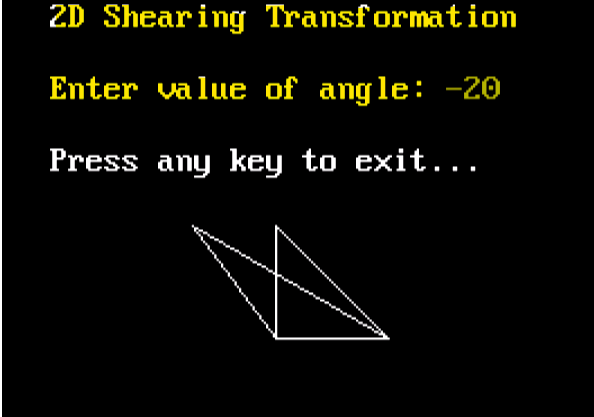 2D Shearing Transformation
Enter value of angle: -20
Press any key to exit...